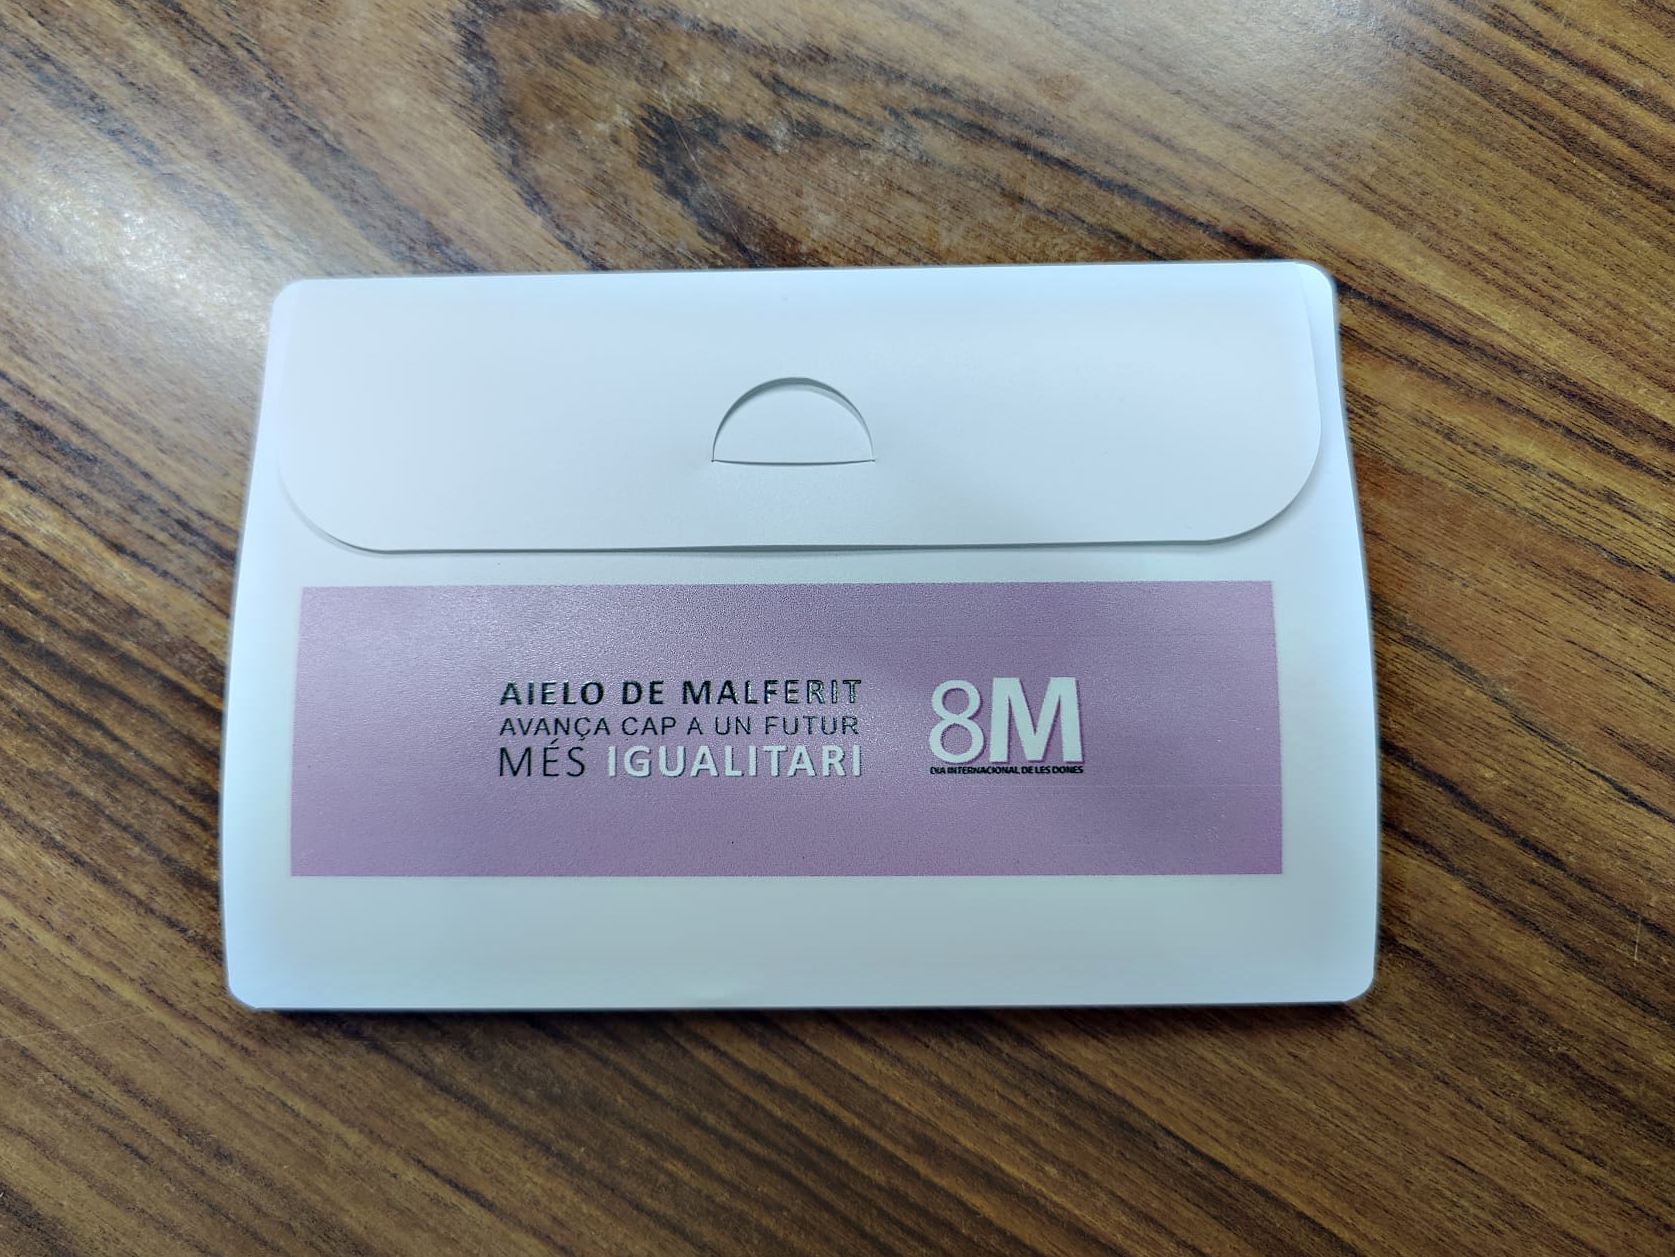 AIELO DE MALFERIT
AVANÇA CAP A UN FUTUR
MÉS IGUALITARI
8M
DIA INTERNACIONAL DE LES DONES